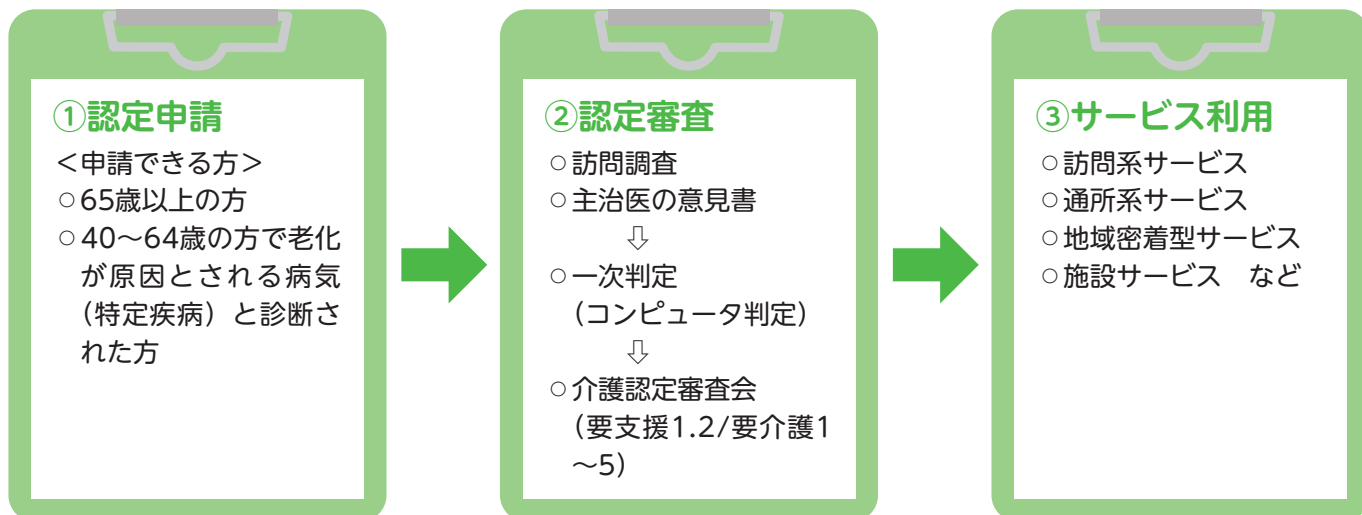 ①認定申請
＜申請できる方＞
○65歳以上の方
○40〜64歳の方で老化
が原因とされる病気
（特定疾病）と診断さ
れた方
②認定審査
○訪問調査
○主治医の意見書
⇩
○一次判定
（コンピュータ判定）
⇩
○介護認定審査会
（要支援1.2/要介護1
〜5）
③サービス利用
○訪問系サービス
○通所系サービス
○地域密着型サービス
○施設サービス　など